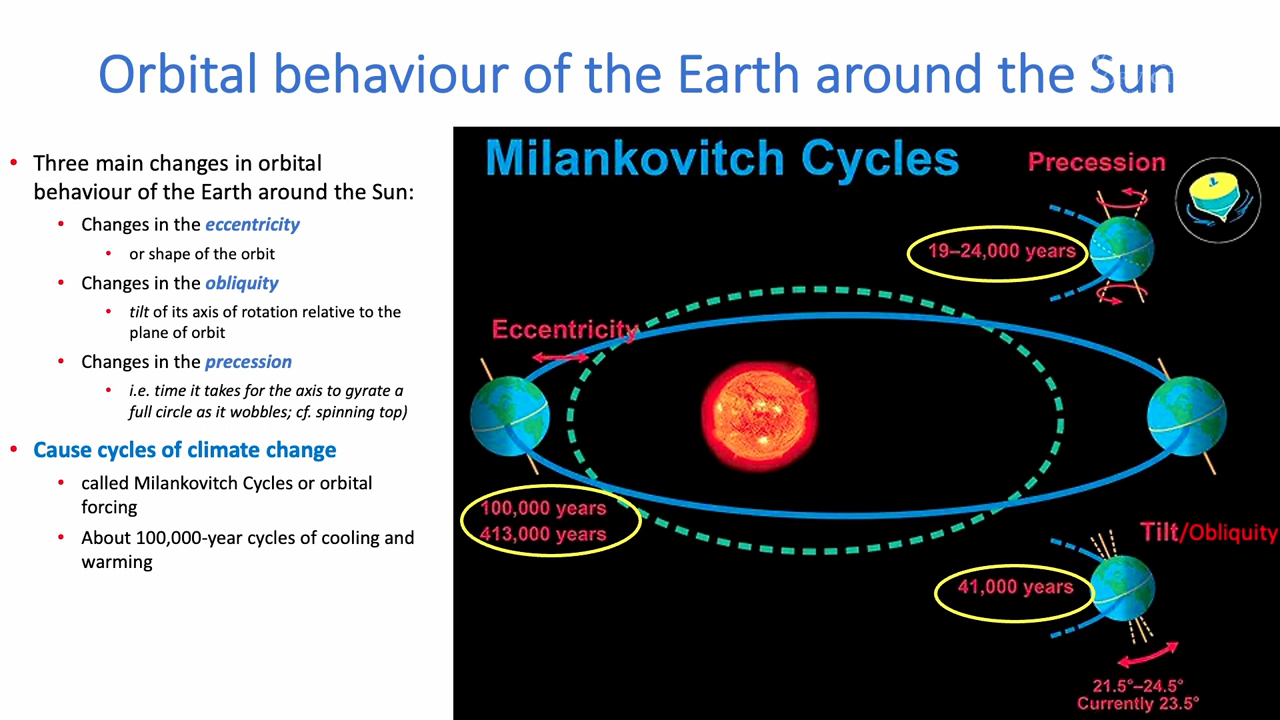 Orbital behaviour of the Earth around the Sun
• Three main changes in orbital
behaviour of the Earth around the Sun:
• Changes in the eccentricity
• or shape of the orbit
• Changes in the obliquity
• tilt of its axis of rotation relative to the
plane of orbit
• Changes in the precession
• i.e. time it takes for the axis to gyrate a
full circle as it wobbles; cf. spinning top)
• Cause cycles of climate change
• called Milankovitch Cycles or orbital
forcing
• About 100,000-year cycles of cooling and
warming
Milankovitch Cycles
Precession
19–24,000 years
Eccentricity
100,000 years
413,000 years
Tilt/Obliquity
41,000 years
21.5°–24.5°
Currently 23.5°